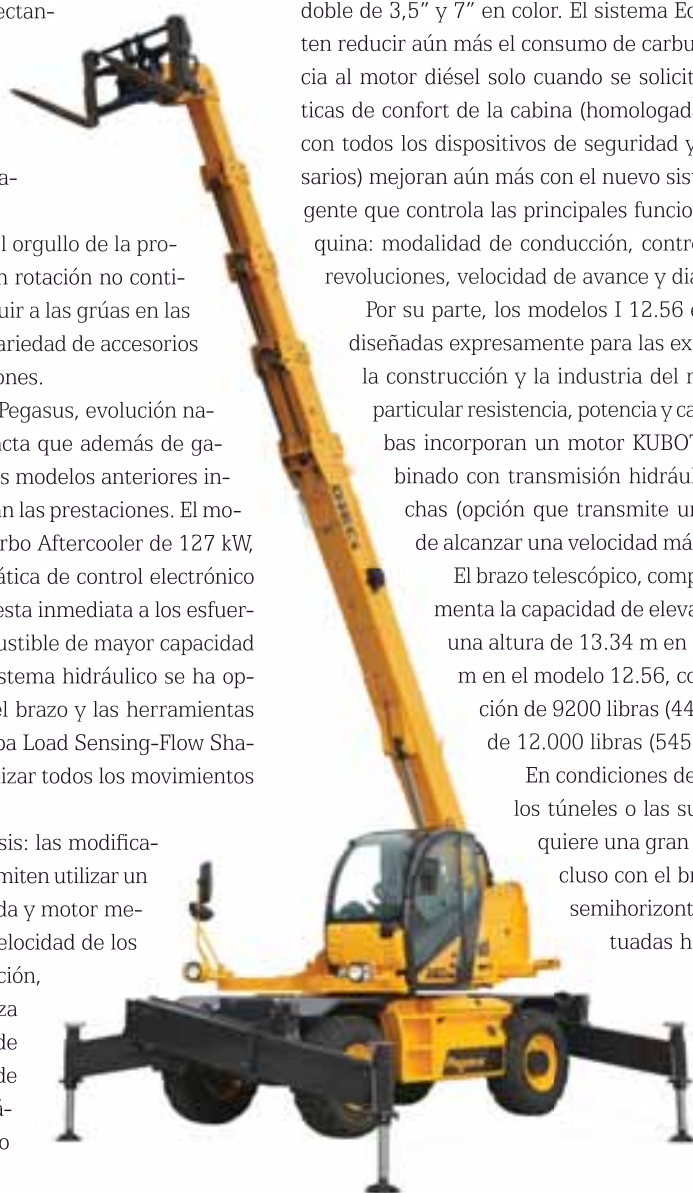 ectan-
a-
l orgullo de la pro-
n rotación no conti-
uir a las grúas en las
ariedad de accesorios
ones.
Pegasus, evolución na-
acta que además de ga-
s modelos anteriores in-
an las prestaciones. El mo-
rbo Aftercooler de 127 kW,
ática de control electrónico
esta inmediata a los esfuer-
ustible de mayor capacidad
stema hidráulico se ha op-
el brazo y las herramientas
ba Load Sensing-Flow Sha-
lizar todos los movimientos
sis: las modifica-
miten utilizar un
da y motor me-
elocidad de los
ción,
za
de
de
á-
o
doble de 3,5” y 7” en color. El sistema Ec
ten reducir aún más el consumo de carbu
cia al motor diésel solo cuando se solicit
ticas de confort de la cabina (homologad
con todos los dispositivos de seguridad y
sarios) mejoran aún más con el nuevo sis
gente que controla las principales funcio
quina: modalidad de conducción, contr
revoluciones, velocidad de avance y dia
Por su parte, los modelos I 12.56 e
diseñadas expresamente para las ex
la construcción y la industria del
particular resistencia, potencia y ca
bas incorporan un motor KUBOT
binado con transmisión hidrául
chas (opción que transmite un
de alcanzar una velocidad má
El brazo telescópico, comp
menta la capacidad de eleva
una altura de 13.34 m en
m en el modelo 12.56, co
ción de 9200 libras (44
de 12.000 libras (545
En condiciones de
los túneles o las su
quiere una gran
cluso con el br
semihorizont
tuadas h
DIECI
Pegasus